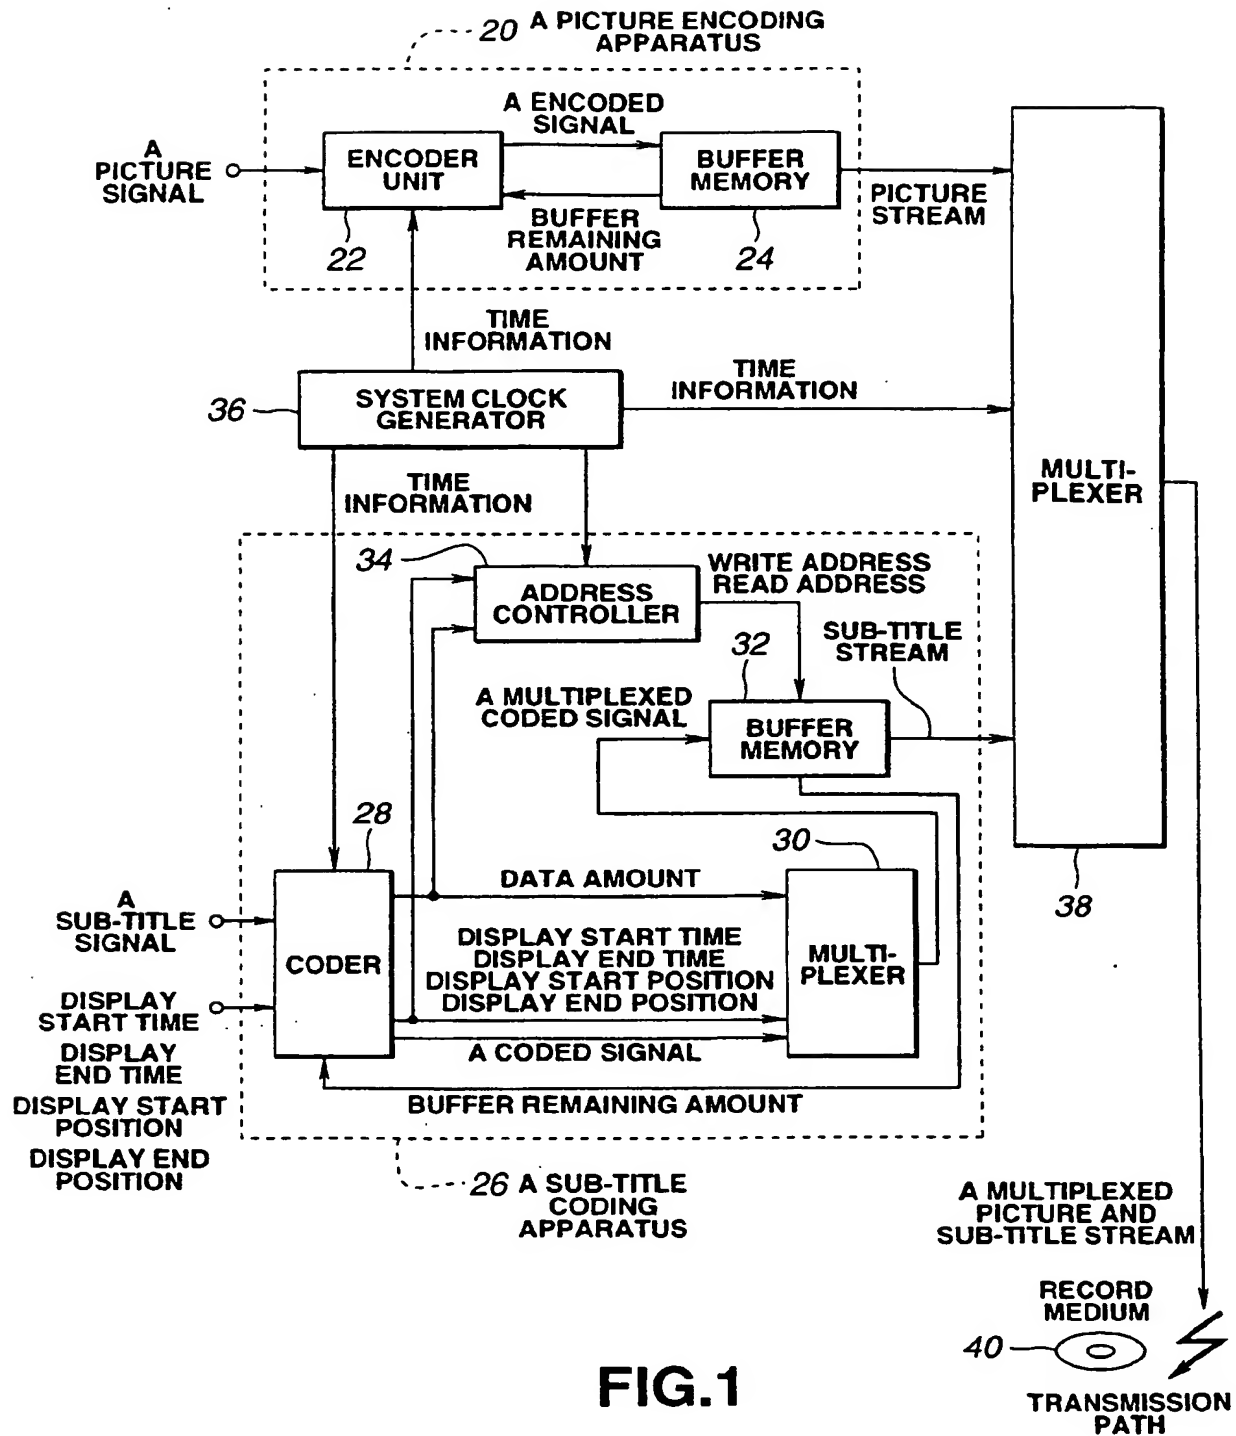 20 A PICTURE ENCODING
APPARATUS
A ENCODED
SIGNAL
A
PICTURE
SIGNAL
ENCODER
UNIT
BUFFER
MEMORY
PICTURE
STREAM
BUFFER
REMAINING
AMOUNT
22
24
TIME
INFORMATION
36
SYSTEM CLOCK
GENERATOR
TIME
INFORMATION
MULTI-
PLEXER
TIME
INFORMATION
34
ADDRESS
CONTROLLER
WRITE ADDRESS
READ ADDRESS
32
SUB-TITLE
STREAM
A MULTIPLEXED
CODED SIGNAL
BUFFER
MEMORY
28
30
38
DATA AMOUNT
A
SUB-TITLE
SIGNAL
CODER
DISPLAY START TIME
DISPLAY END TIME
DISPLAY START POSITION
DISPLAY END POSITION
MULTI-
PLEXER
DISPLAY
START TIME
DISPLAY
END TIME
DISPLAY START
POSITION
DISPLAY END
POSITION
A CODED SIGNAL
BUFFER REMAINING AMOUNT
26 A SUB-TITLE
CODING
APPARATUS
A MULTIPLEXED
PICTURE AND
SUB-TITLE STREAM
RECORD
MEDIUM
40
TRANSMISSION
PATH
FIG.1